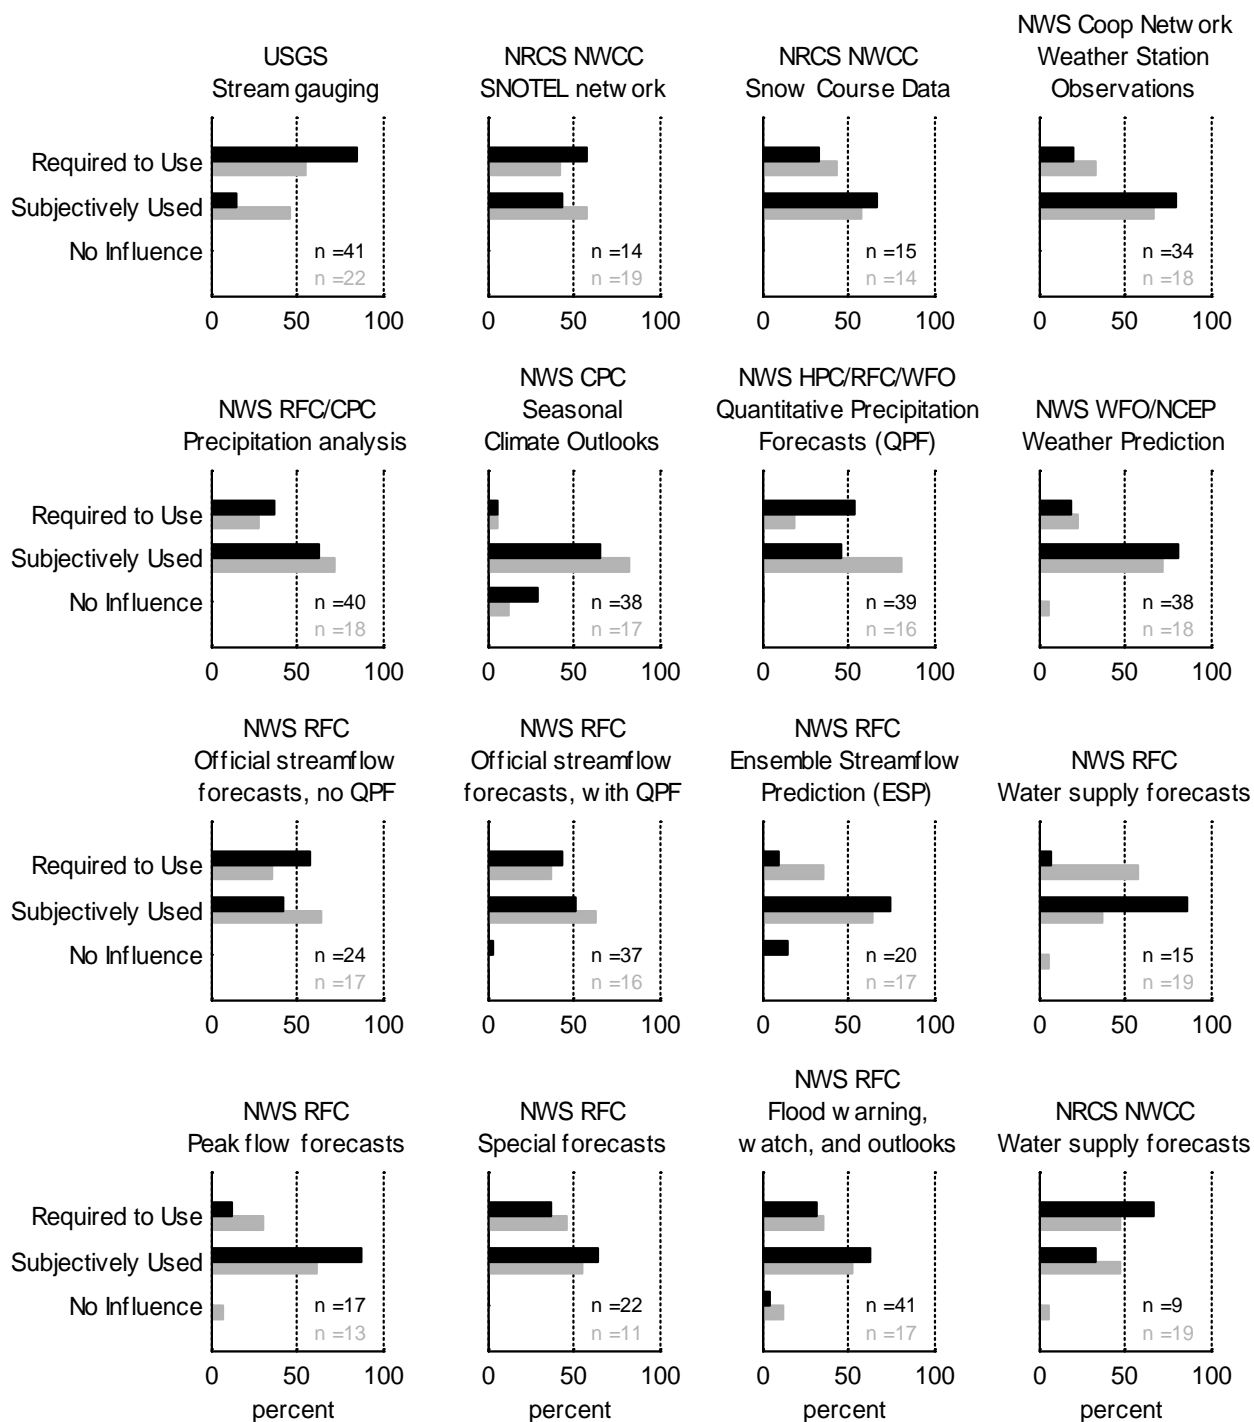 USGS
Stream gauging
NRCS NWCC
SNOTEL network
NRCS NWCC
Snow Course Data
NWS Coop Network
Weather Station
Observations
Required to Use
Subjectively Used
No Influence
n =41
n =22
n =14
n =19
n =15
n =14
n =34
n =18
0 50 100
0 50 100
0 50 100
0 50 100
NWS RFC/CPC
Precipitation analysis
NWS CPC
Seasonal
Climate Outlooks
NWS HPC/RFC/WFO
Quantitative Precipitation
Forecasts (QPF)
NWS WFO/NCEP
Weather Prediction
Required to Use
Subjectively Used
No Influence
n =40
n =18
n =38
n =17
n =39
n =16
n =38
n =18
0 50 100
0 50 100
0 50 100
0 50 100
NWS RFC
Official streamflow
forecasts, no QPF
NWS RFC
Official streamflow
forecasts, with QPF
NWS RFC
Ensemble Streamflow
Prediction (ESP)
NWS RFC
Water supply forecasts
Required to Use
Subjectively Used
No Influence
n =24
n =17
n =37
n =16
n =20
n =17
n =15
n =19
0 50 100
0 50 100
0 50 100
0 50 100
NWS RFC
Peak flow forecasts
NWS RFC
Special forecasts
NWS RFC
Flood warning,
watch, and outlooks
NRCS NWCC
Water supply forecasts
Required to Use
Subjectively Used
No Influence
n =17
n =13
n =22
n =11
n =41
n =17
n =9
n =19
0 50 100
0 50 100
0 50 100
0 50 100
percent
percent
percent
percent